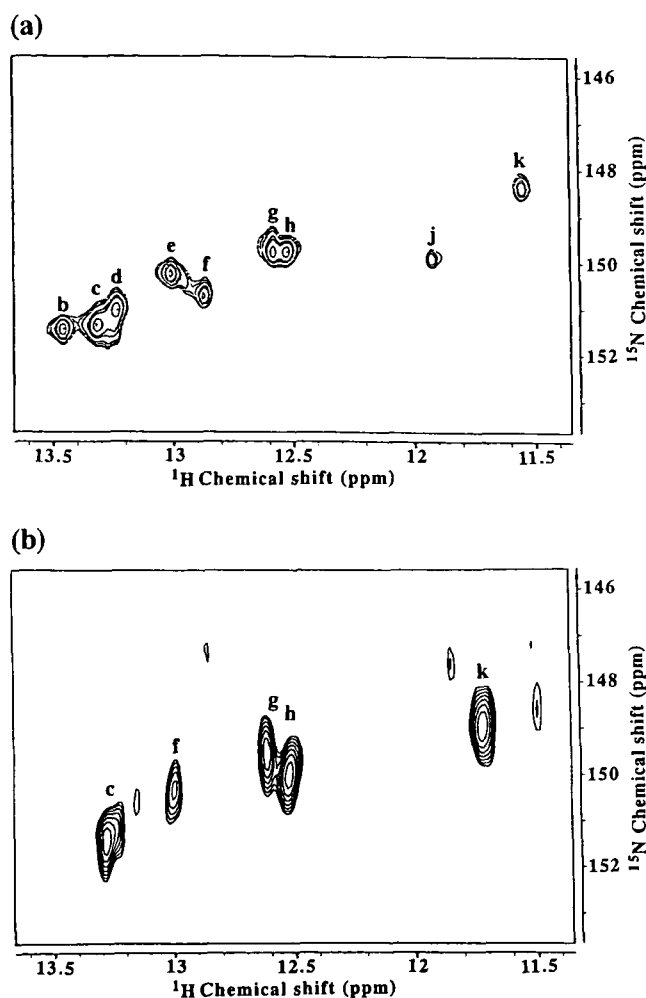 (a)
146
148
150
152
15N Chemical shift (ppm)
k
g
h
j
e
f
d
c
b
13.5
13
12.5
12
11.5
1H Chemical shift (ppm)
(b)
146
148
150
152
15N Chemical shift (ppm)
k
g
h
f
c
13.5
13
12.5
12
11.5
1H Chemical shift (ppm)